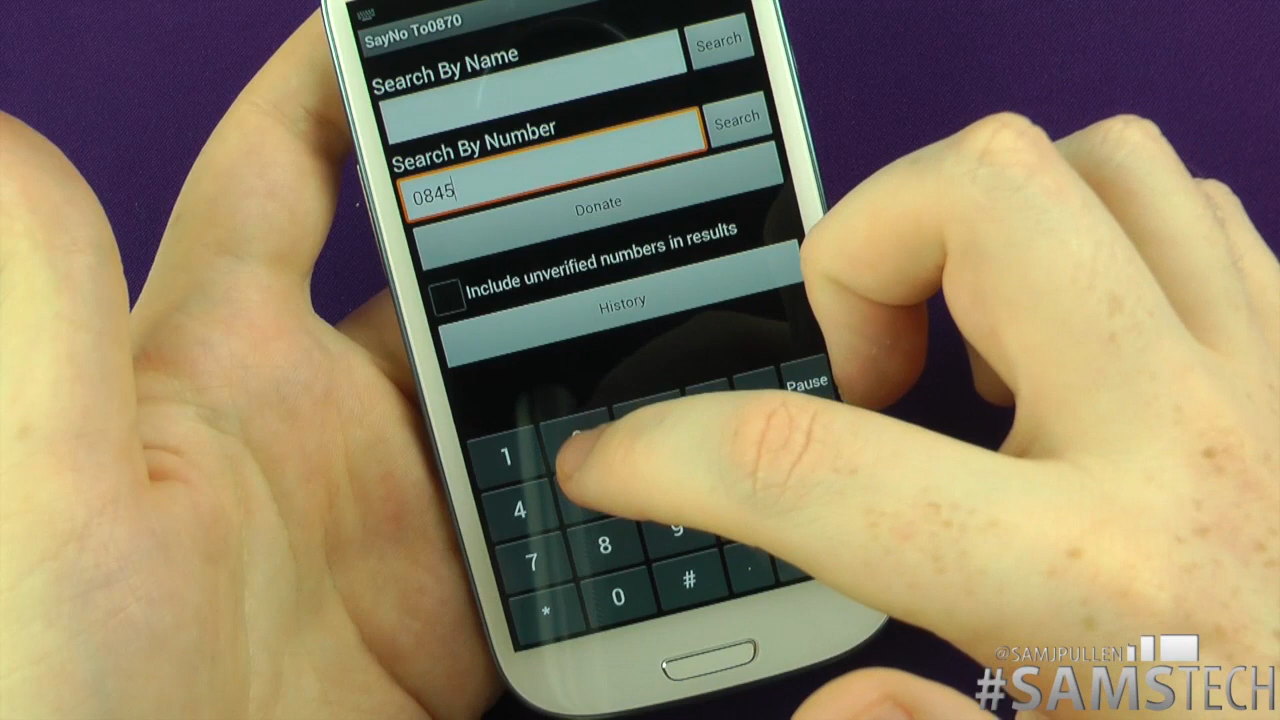 SayNo To0870
Search By Name
Search
Search By Number
Search
0845
Donate
Include unverified numbers in results
History
Pause
1
4
7 8 9
* 0 # .
@SAMJPULLEN
#SAMSTECH